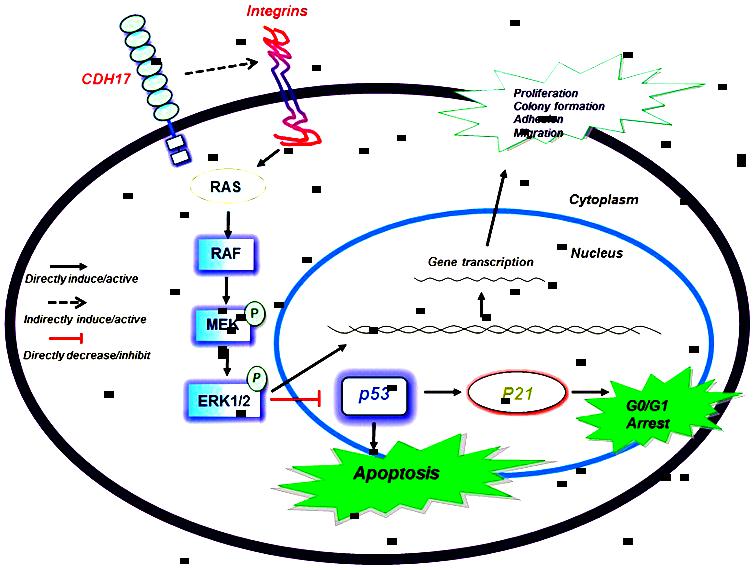 Integrins
CDH17
Proliferation
Colony formation
Adhesion
Migration
RAS
Cytoplasm
RAF
Nucleus
Gene transcription
Directly induce/active
Indirectly induce/active
Directly decrease/inhibit
MEK
P
P
ERK1/2
p53
P21
G0/G1
Arrest
Apoptosis